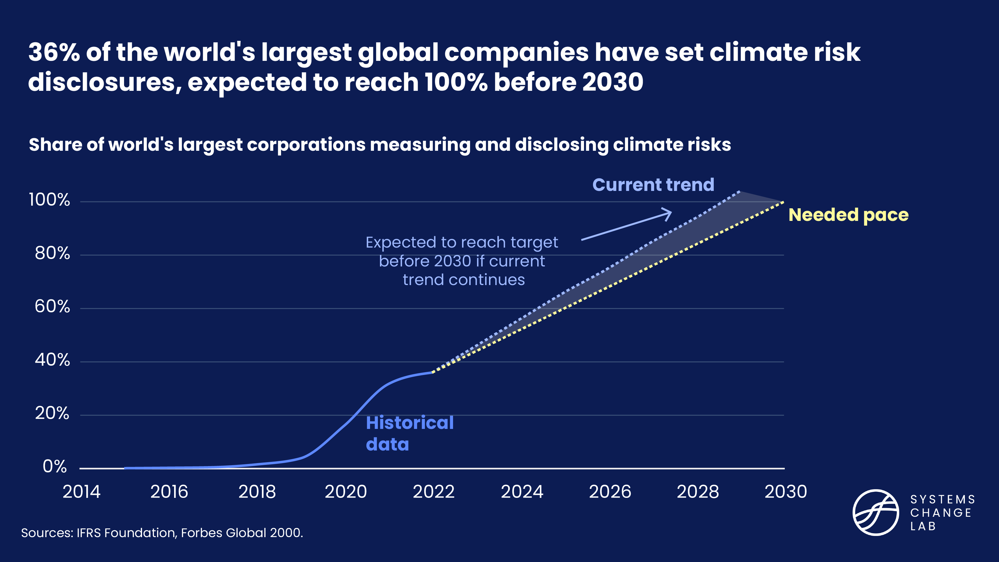 36% of the world's largest global companies have set climate risk
disclosures, expected to reach 100% before 2030
Share of world's largest corporations measuring and disclosing climate risks
Current trend
100%
Needed pace
Expected to reach target
before 2030 if current
trend continues
80%
60%
40%
20%
Historical
data
0%
2014 2016 2018 2020 2022 2024 2026 2028 2030
SYSTEMS
CHANGE
LAB
Sources: IFRS Foundation, Forbes Global 2000.